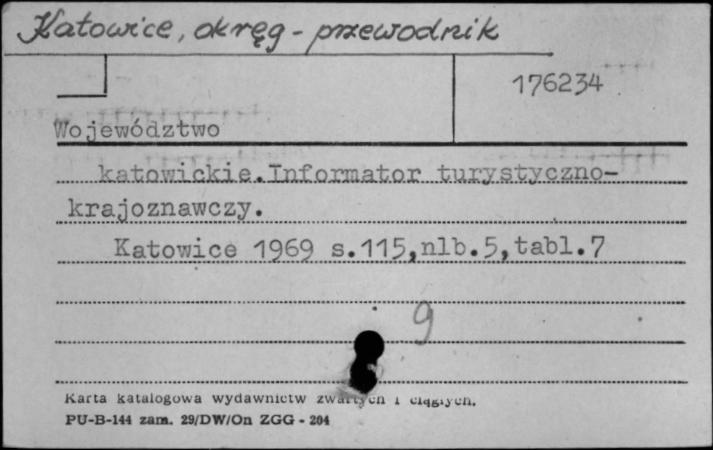 Katowice, okręg - przewodnik
176234
Województwo
katowickie.Informator turystyczno-
krajoznawczy.
Katowice 1969 s.115,nlb.5,tabl.7
9
Karta katalogowa wydawnictw zwartych i ciągłych.
PU-B-144 zam. 29/DW/On ZGG - 204